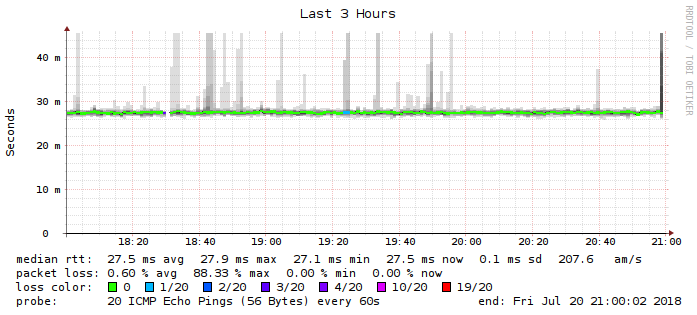 Last 3 Hours
RRDTOOL / TOBI OETIKER
Seconds
40 m
30 m
20 m
10 m
0
18:20 18:40 19:00 19:20 19:40 20:00 20:20 20:40 21:00
median rtt: 27.5 ms avg 27.9 ms max 27.1 ms min 27.5 ms now 0.1 ms sd 207.6 am/s
packet loss: 0.60 % avg 88.33 % max 0.00 % min 0.00 % now
loss color: 0 1/20 2/20 3/20 4/20 10/20 19/20
probe: 20 ICMP Echo Pings (56 Bytes) every 60s end: Fri Jul 20 21:00:02 2018